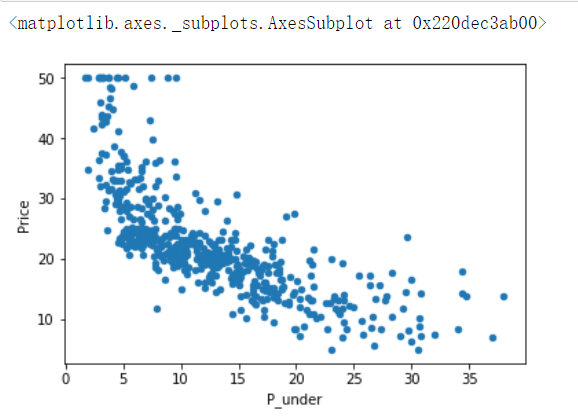 <matplotlib.axes._subplots.AxesSubplot at 0x220dec3ab00>
50
40
30
20
10
Price
0 5 10 15 20 25 30 35
P_under